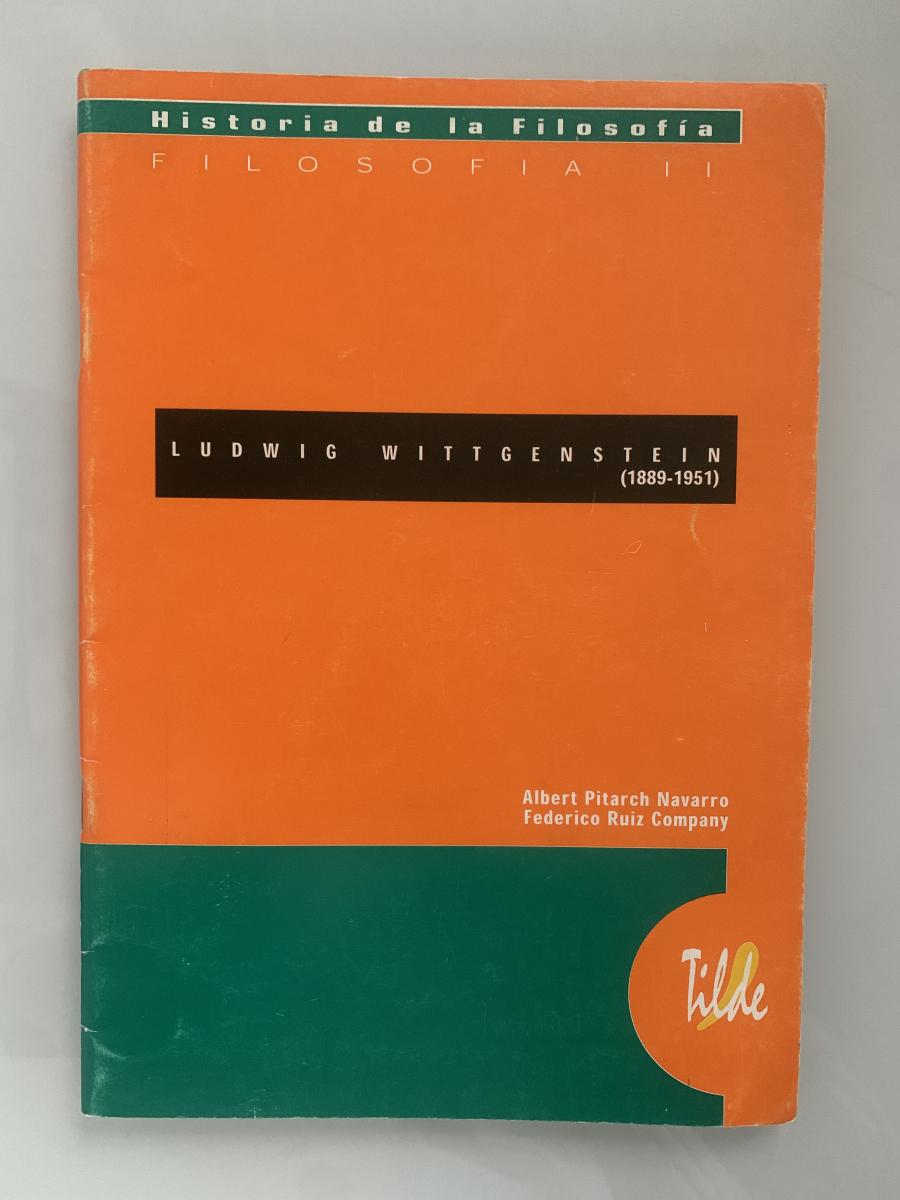 Historia de la Filosofía
FILOSOFIA II
LUDWIG WITTGENSTEIN
(1889-1951)
Albert Pitarch Navarro
Federico Ruiz Company
Tilde